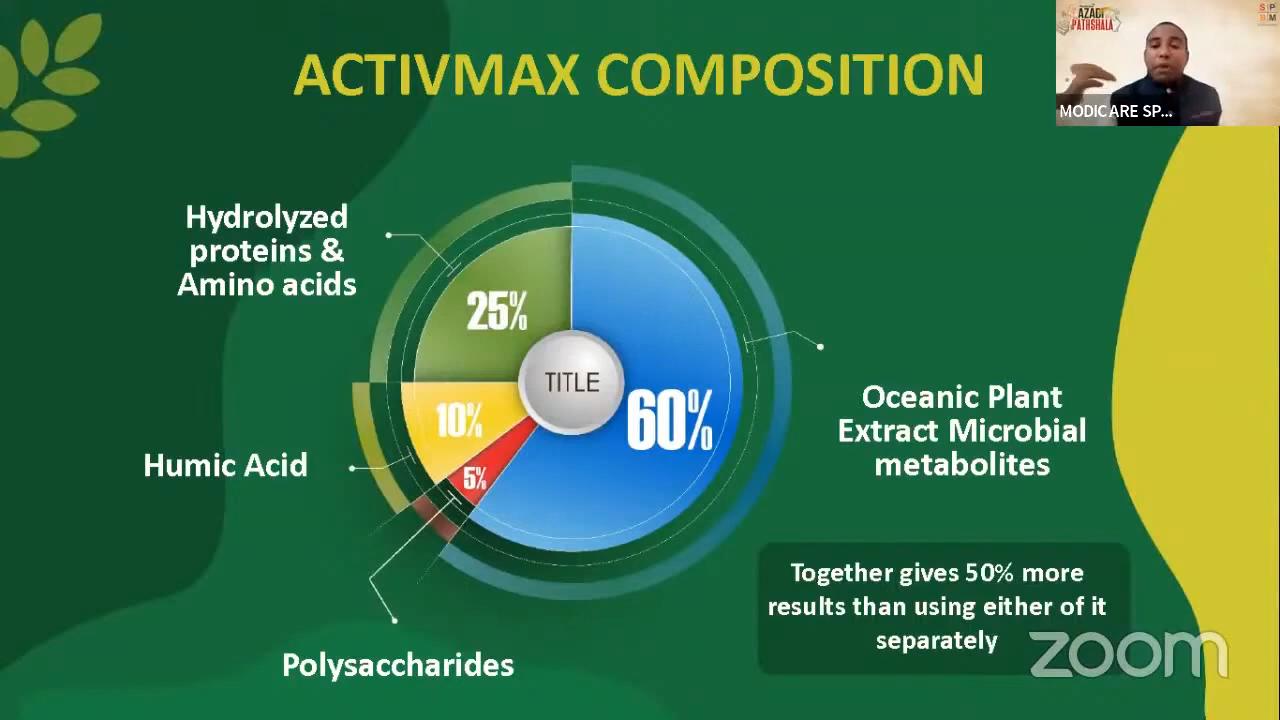 ACTIVMAX COMPOSITION
AZADI
PATHSHALA
S P
B M
MODICARE SP...
Hydrolyzed
proteins &
Amino acids
25%
TITLE
10%
60%
5%
Oceanic Plant
Extract Microbial
metabolites
Humic Acid
Polysaccharides
Together gives 50% more
results than using either of it
separately
zoom